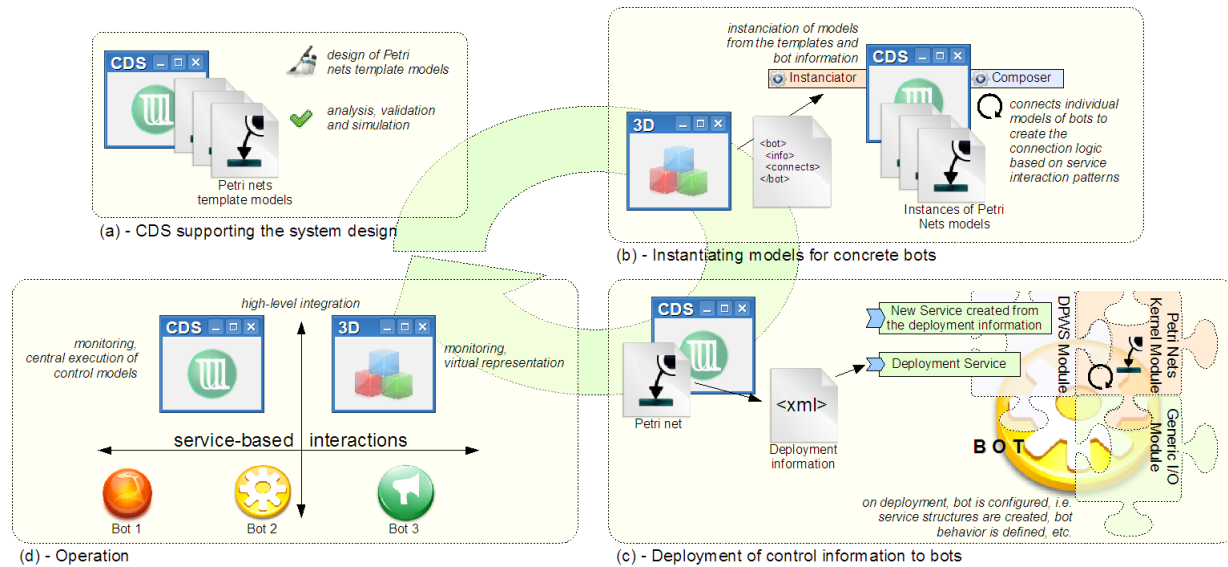 CDS
design of Petri
nets template models
analysis, validation
and simulation
Petri nets
template models
(a) - CDS supporting the system design
instanciation of models
from the templates and
bot information
Instanciator
CDS
Composer
3D
<bot>
<info>
<connects>
</bot>
connects individual
models of bots to
create the
connection logic
based on service
interaction patterns
Instances of Petri
Nets models
(b) - Instantiating models for concrete bots
high-level integration
CDS
3D
monitoring,
central execution of
control models
monitoring,
virtual representation
service-based interactions
Bot 1
Bot 2
Bot 3
(d) - Operation
CDS
Petri net
<xml>
Deployment
information
New Service created from
the deployment information
Deployment Service
DPWS Module
Petri Nets
Kernel Module
Generic I/O
Module
BOT
on deployment, bot is configured, i.e.
service structures are created, bot
behavior is defined, etc.
(c) - Deployment of control information to bots